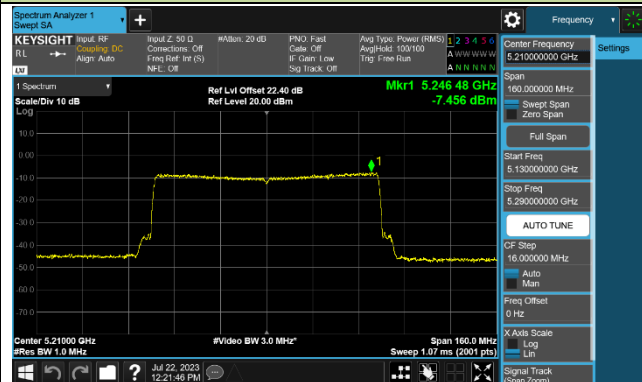 Spectrum Analyzer 1
Swept SA
+
Frequency
KEYSIGHT
RL
LXI
Input: RF
Coupling: DC
Align: Auto
Input Z: 50 Ω
Corrections: Off
Freq Ref: Int (S)
NFE: Off
#Atten: 20 dB
PNO: Fast
Gate: Off
IF Gain: Low
Sig Track: Off
Avg Type: Power (RMS)
Avg|Hold: 100/100
Trig: Free Run
1 2 3 4 5 6
A W W W W W
A N N N N N
1 Spectrum
Scale/Div 10 dB
Log
Ref Lvl Offset 22.40 dB
Ref Level 20.00 dBm
Mkr1 5.246 48 GHz
-7.456 dBm
10.0
0.00
-10.0
-20.0
-30.0
-40.0
-50.0
-60.0
-70.0
1
Center 5.21000 GHz
#Res BW 1.0 MHz
#Video BW 3.0 MHz*
Span 160.0 MHz
Sweep 1.07 ms (2001 pts)
?
Jul 22, 2023
12:21:46 PM
Center Frequency
5.210000000 GHz
Span
160.000000 MHz
Swept Span
Zero Span
Full Span
Start Freq
5.130000000 GHz
Stop Freq
5.290000000 GHz
AUTO TUNE
CF Step
16.000000 MHz
Auto
Man
Freq Offset
0 Hz
X Axis Scale
Log
Lin
Signal Track
(Span Zoom)
Settings